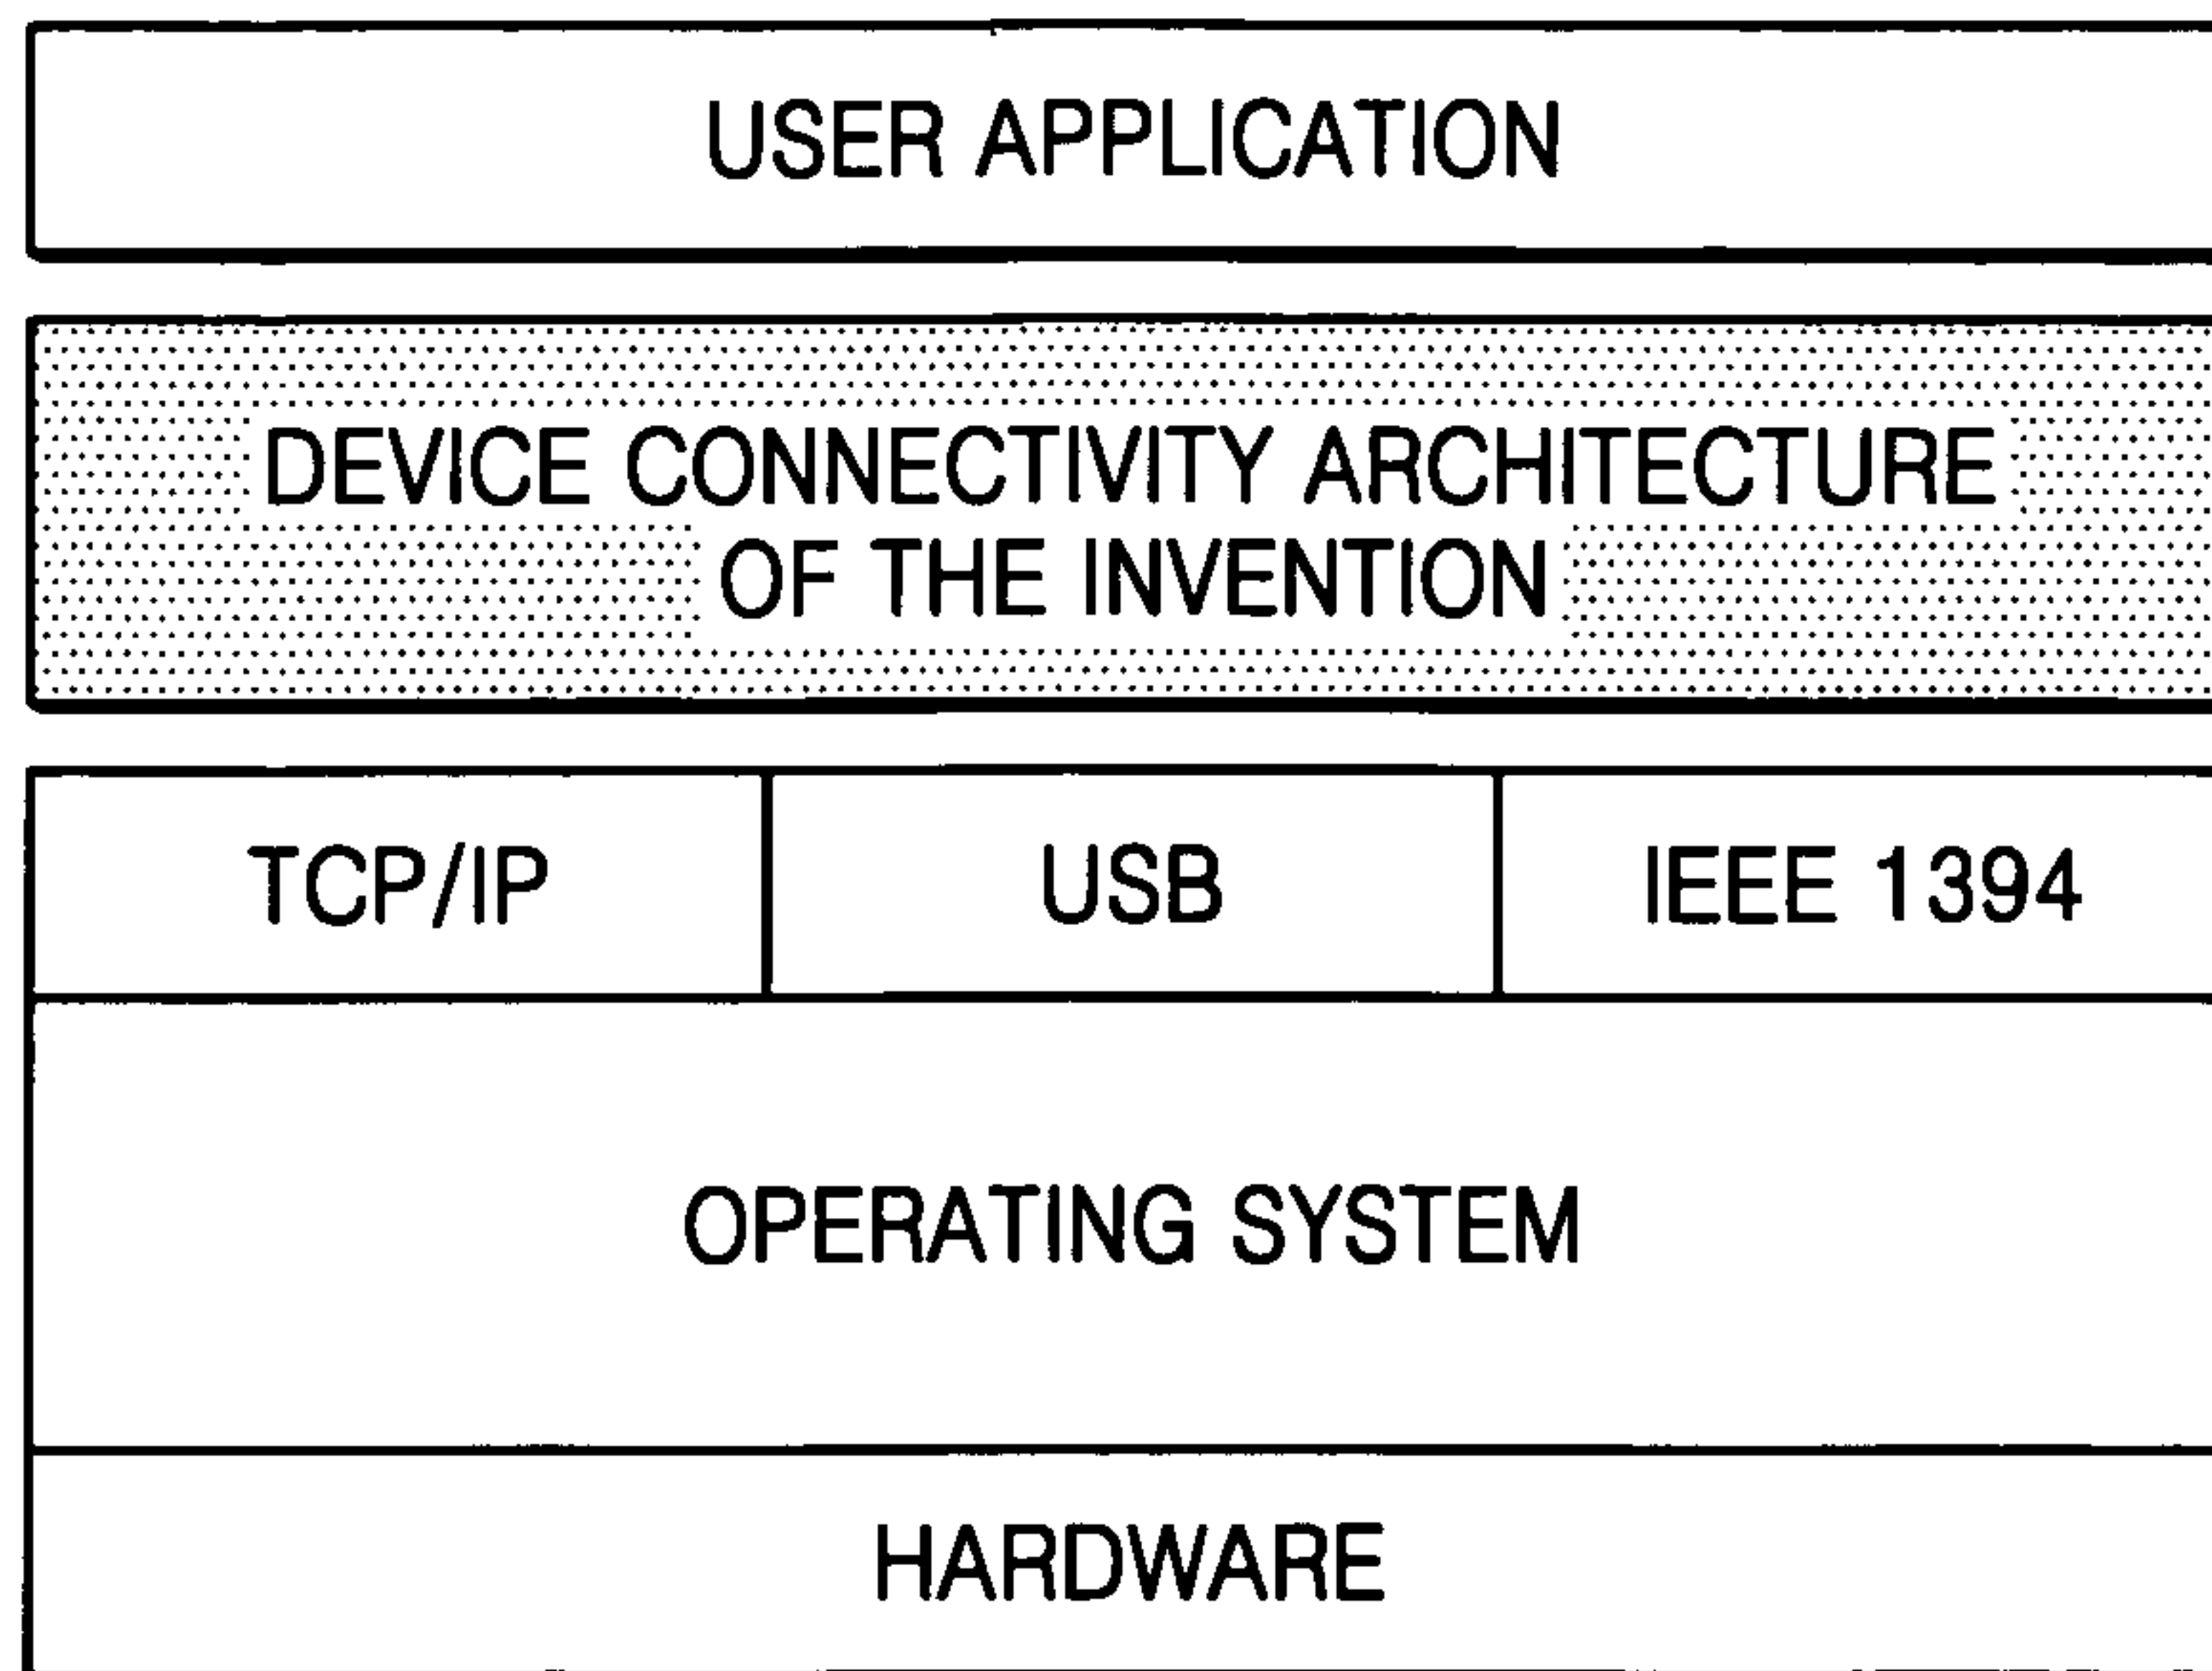 USER APPLICATION
DEVICE CONNECTIVITY ARCHITECTURE
OF THE INVENTION
TCP/IP USB IEEE 1394
OPERATING SYSTEM
HARDWARE